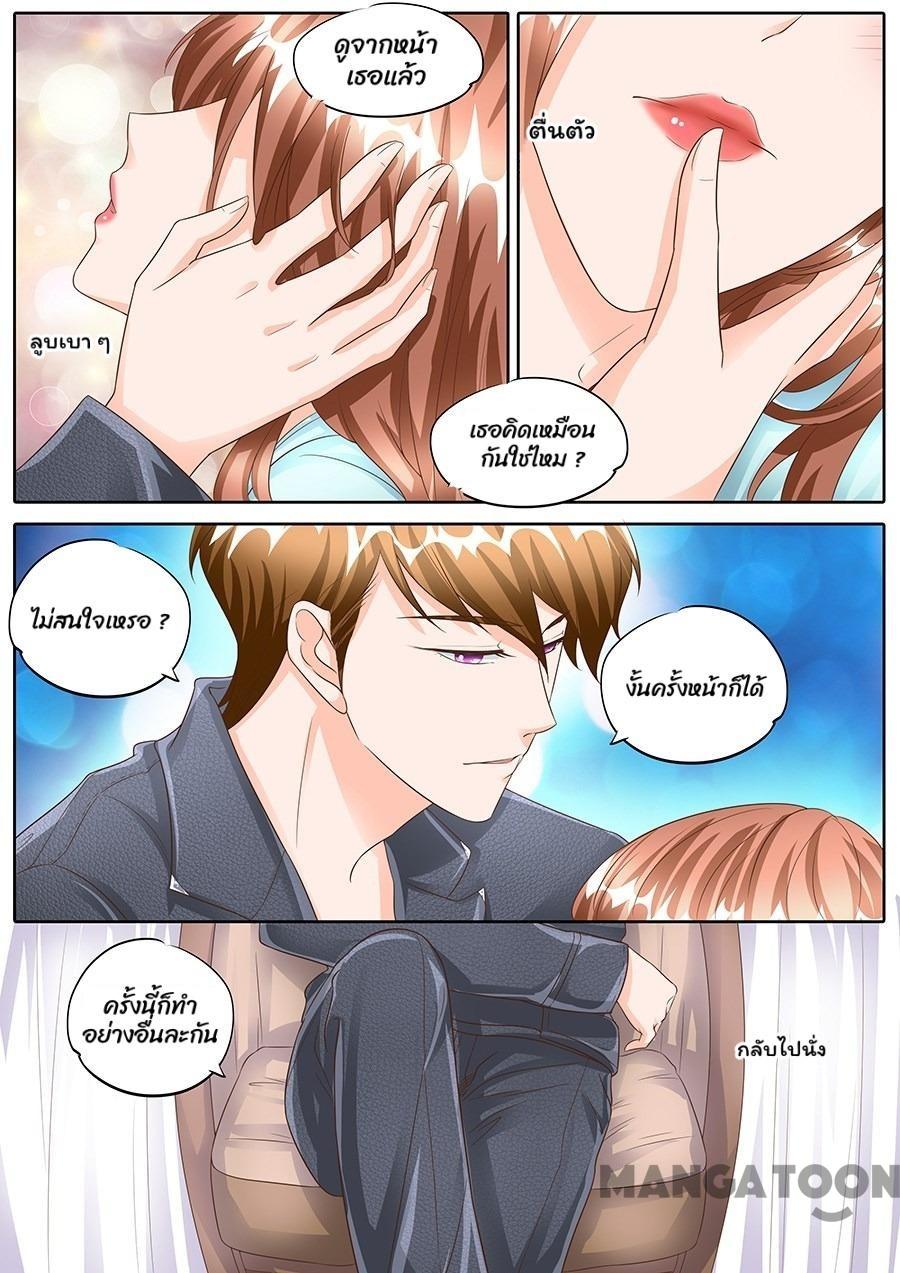 ดูจากหน้า
เธอแล้ว
ตื่นตัว
ลูบเบา ๆ
เธอคิดเหมือน
กันใช่ไหม ?
ไม่สนใจเหรอ ?
งั้นครั้งหน้าก็ได้
ครั้งนี้ก็ทำ
อย่างอื่นละกัน
กลับไปนั่ง
MANGATOON